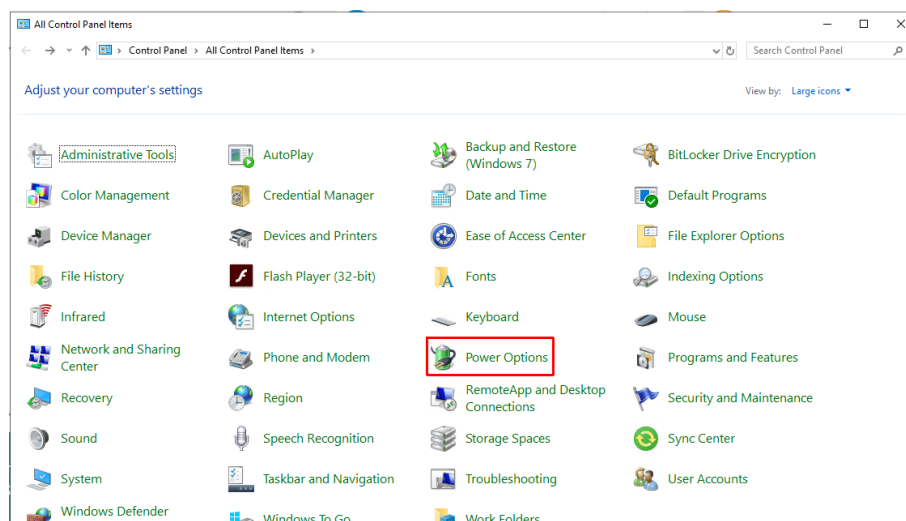 All Control Panel Items
Control Panel > All Control Panel Items >
Search Control Panel
Adjust your computer's settings
View by: Large icons
Administrative Tools
AutoPlay
Backup and Restore
(Windows 7)
BitLocker Drive Encryption
Color Management
Credential Manager
Date and Time
Default Programs
Device Manager
Devices and Printers
Ease of Access Center
File Explorer Options
File History
Flash Player (32-bit)
Fonts
Indexing Options
Infrared
Internet Options
Keyboard
Mouse
Network and Sharing
Center
Phone and Modem
Power Options
Programs and Features
Recovery
Region
RemoteApp and Desktop
Connections
Security and Maintenance
Sound
Speech Recognition
Storage Spaces
Sync Center
System
Taskbar and Navigation
Troubleshooting
User Accounts
Windows Defender
Windows To Go
Work Folders